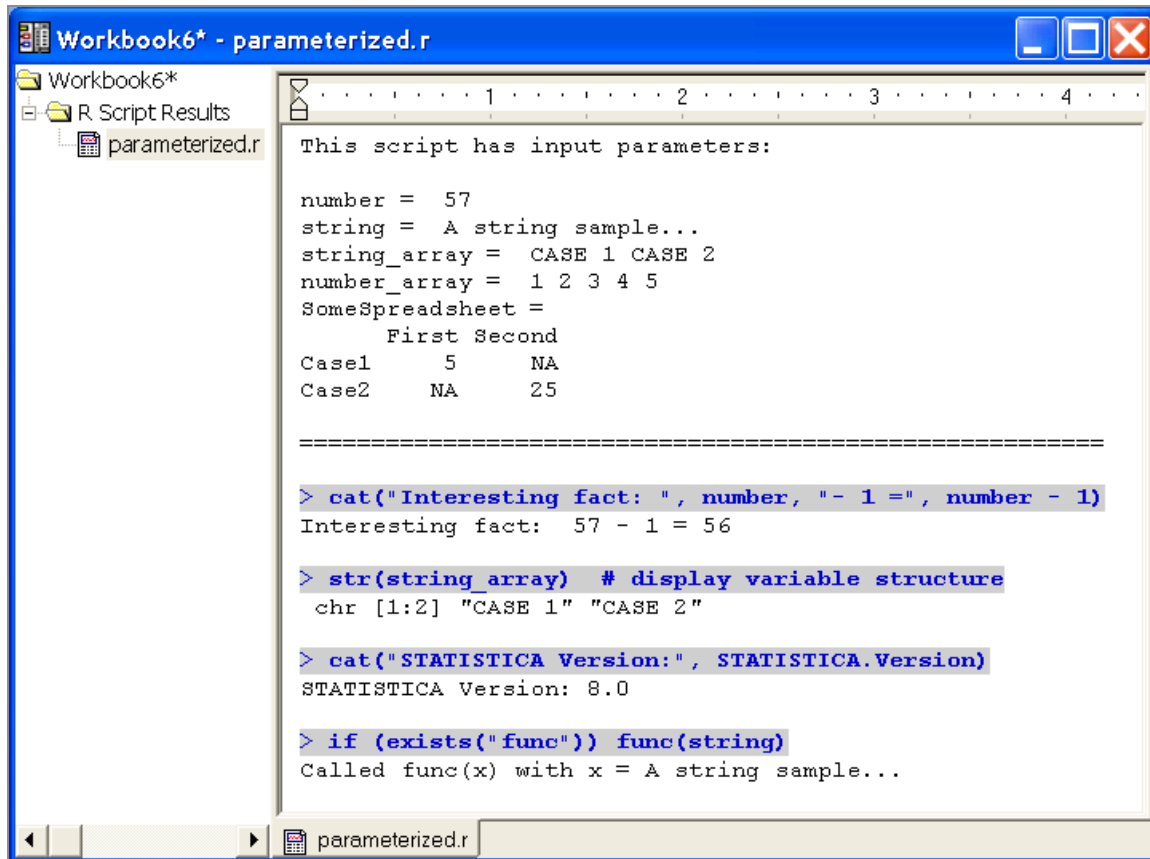 Workbook6* - parameterized.r
Workbook6*
R Script Results
parameterized.r
1 2 3 4
This script has input parameters:
number =  57
string =  A string sample...
string_array =  CASE 1 CASE 2
number_array =  1 2 3 4 5
SomeSpreadsheet =
      First Second
Case1     5     NA
Case2    NA     25
========================================================
> cat("Interesting fact: ", number, "- 1 =", number - 1)
Interesting fact:  57 - 1 = 56
> str(string_array)  # display variable structure
 chr [1:2] "CASE 1" "CASE 2"
> cat("STATISTICA Version:", STATISTICA.Version)
STATISTICA Version: 8.0
> if (exists("func")) func(string)
Called func(x) with x = A string sample...
parameterized.r